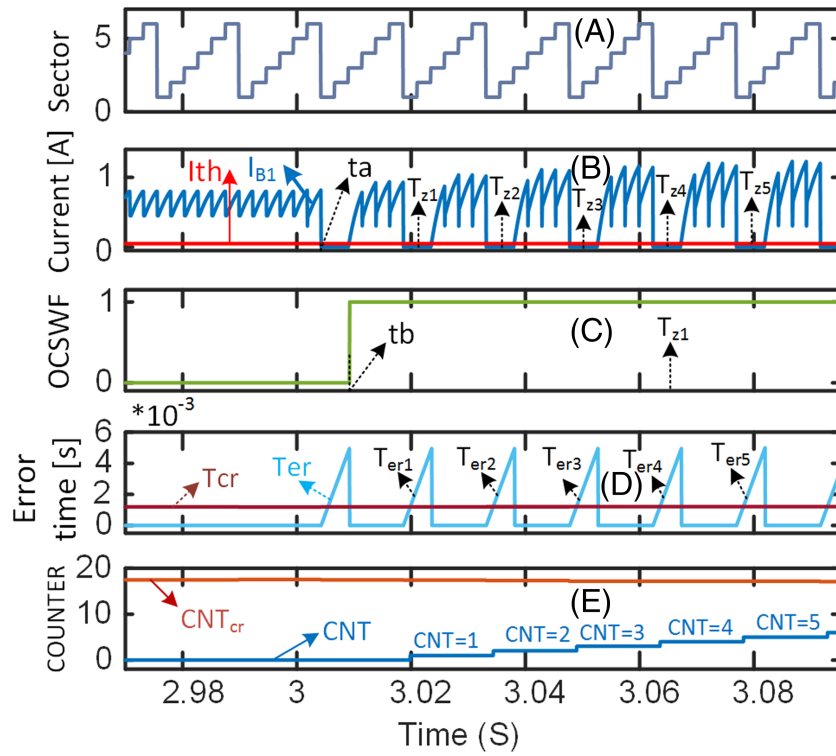 (A)
5
0
Sector
(B)
1
0
Current [A]
Ith
IB1
ta
Tz1
Tz2
Tz3
Tz4
Tz5
(C)
1
0
OCSWF
tb
Tz1
*10-3
(D)
6
4
2
0
Error
time [s]
Tcr
Ter
Ter1
Ter2
Ter3
Ter4
Ter5
(E)
20
10
0
COUNTER
CNTcr
CNT
CNT=1
CNT=2
CNT=3
CNT=4
CNT=5
2.98
3
3.02
3.04
3.06
3.08
Time (S)